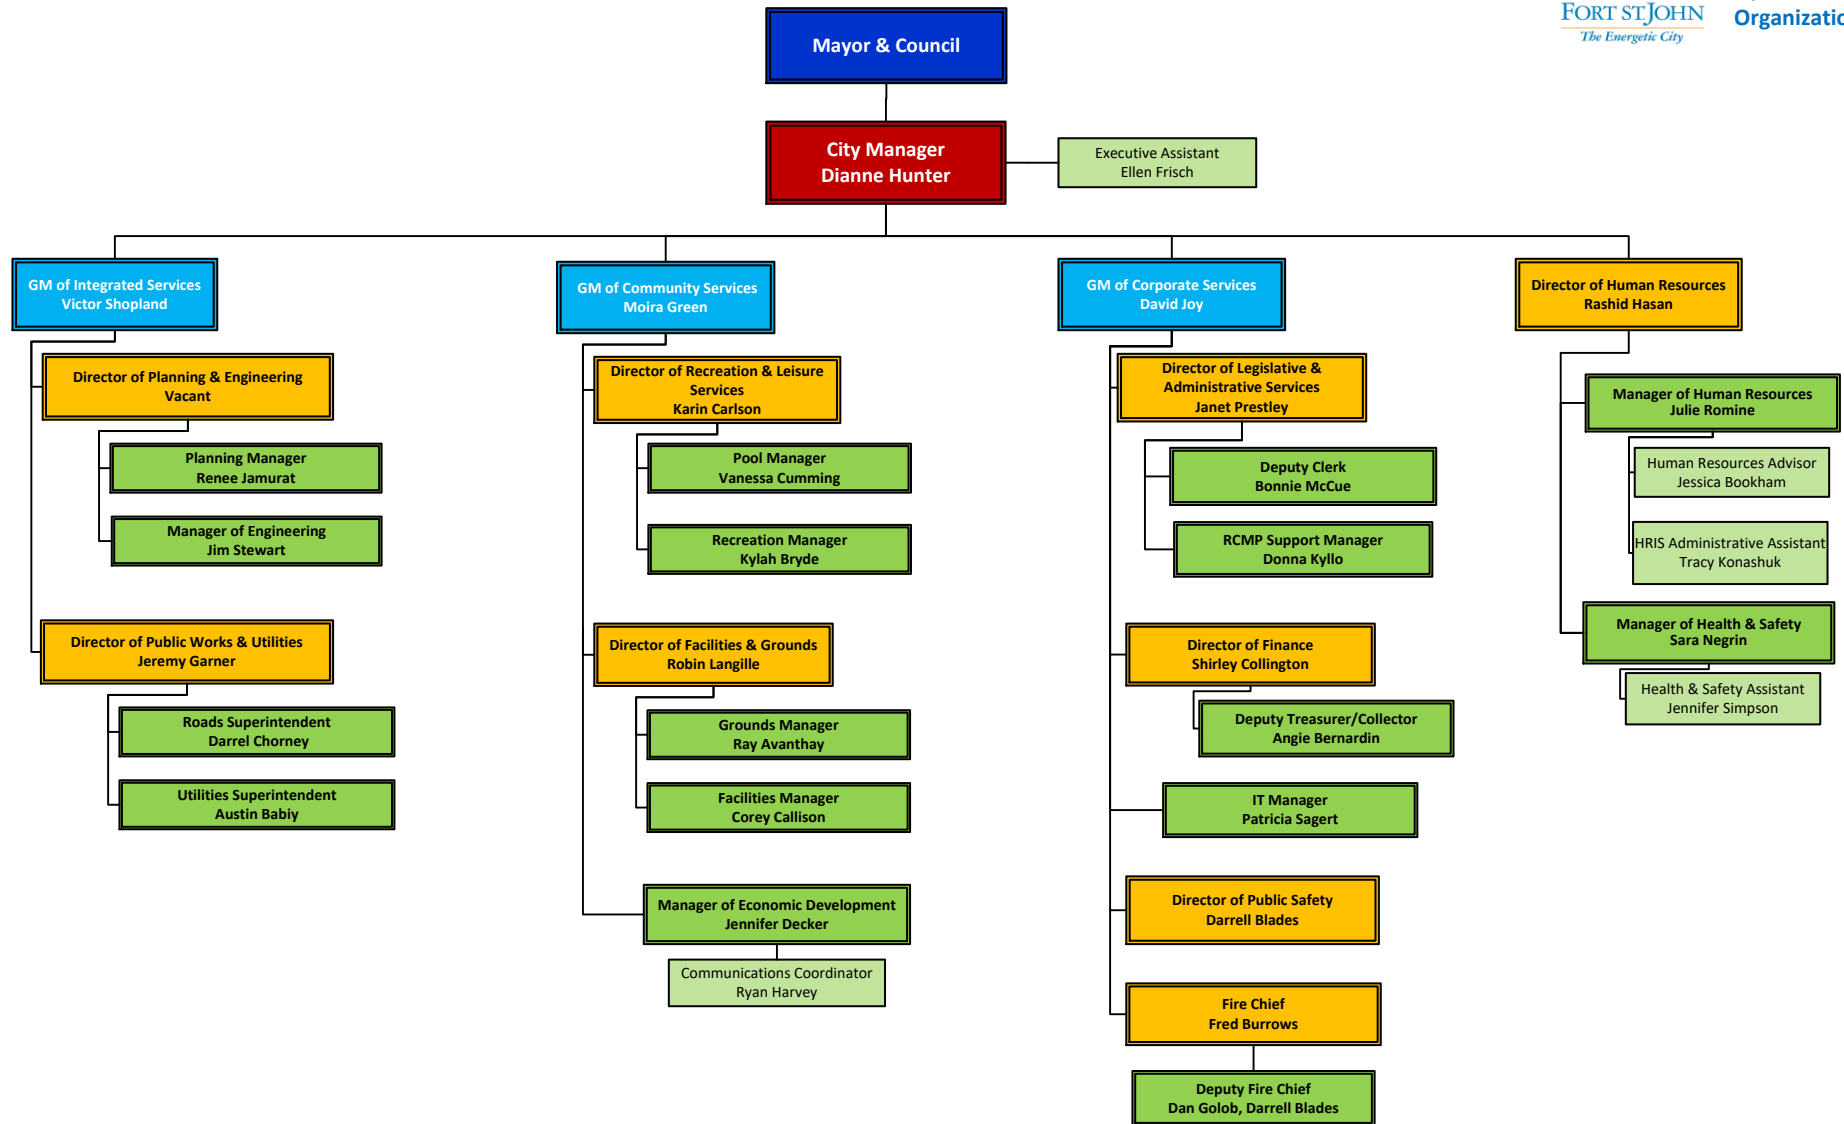 FORT ST. JOHN
The Energetic City
Mayor & Council
City Manager
Dianne Hunter
Executive Assistant
Ellen Frisch
GM of Integrated Services
Victor Shopland
GM of Community Services
Moira Green
GM of Corporate Services
David Joy
Director of Human Resources
Rashid Hasan
Director of Planning & Engineering
Vacant
Planning Manager
Renee Jamurat
Manager of Engineering
Jim Stewart
Director of Public Works & Utilities
Jeremy Garner
Roads Superintendent
Darrel Chorney
Utilities Superintendent
Austin Babiy
Director of Recreation & Leisure
Services
Karin Carlson
Pool Manager
Vanessa Cumming
Recreation Manager
Kylah Bryde
Director of Facilities & Grounds
Robin Langille
Grounds Manager
Ray Avanthay
Facilities Manager
Corey Callison
Manager of Economic Development
Jennifer Decker
Communications Coordinator
Ryan Harvey
Director of Legislative &
Administrative Services
Janet Prestley
Deputy Clerk
Bonnie McCue
RCMP Support Manager
Donna Kyllo
Director of Finance
Shirley Collington
Deputy Treasurer/Collector
Angie Bernardin
IT Manager
Patricia Sagert
Director of Public Safety
Darrell Blades
Fire Chief
Fred Burrows
Deputy Fire Chief
Dan Golob, Darrell Blades
Manager of Human Resources
Julie Romine
Human Resources Advisor
Jessica Bookham
HRIS Administrative Assistant
Tracy Konashuk
Manager of Health & Safety
Sara Negrin
Health & Safety Assistant
Jennifer Simpson